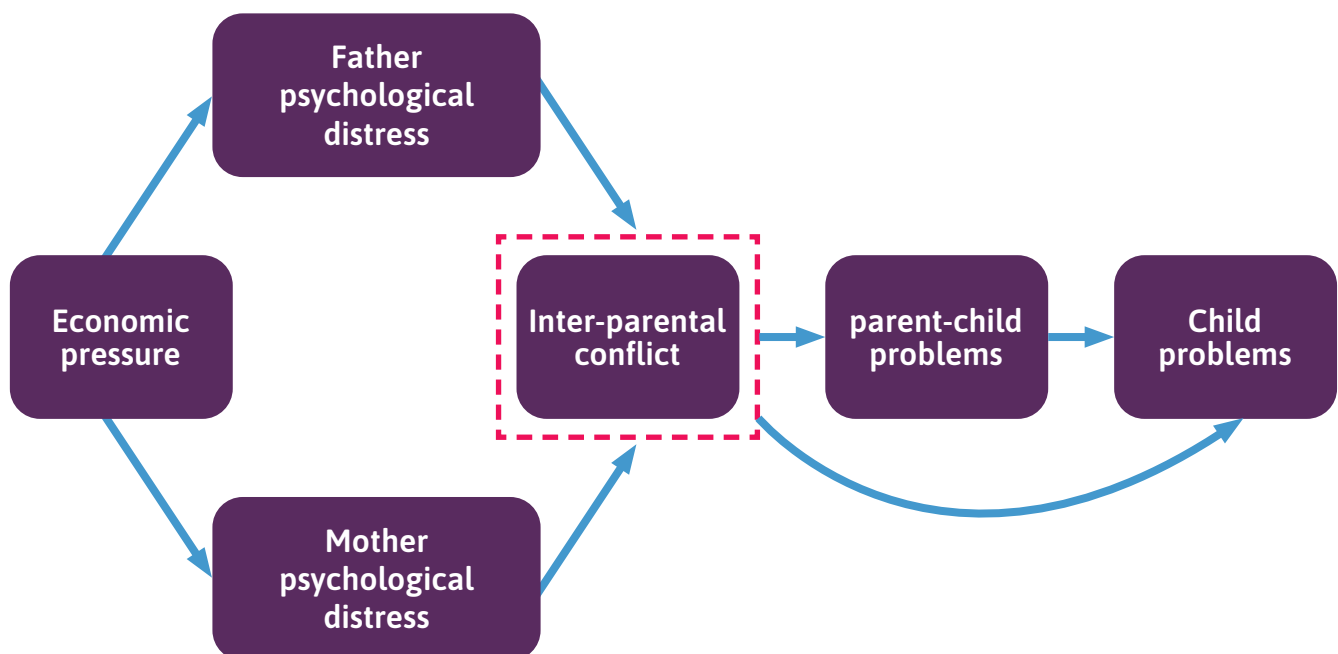 Father
psychological
distress
Economic
pressure
Inter-parental
conflict
parent-child
problems
Child
problems
Mother
psychological
distress